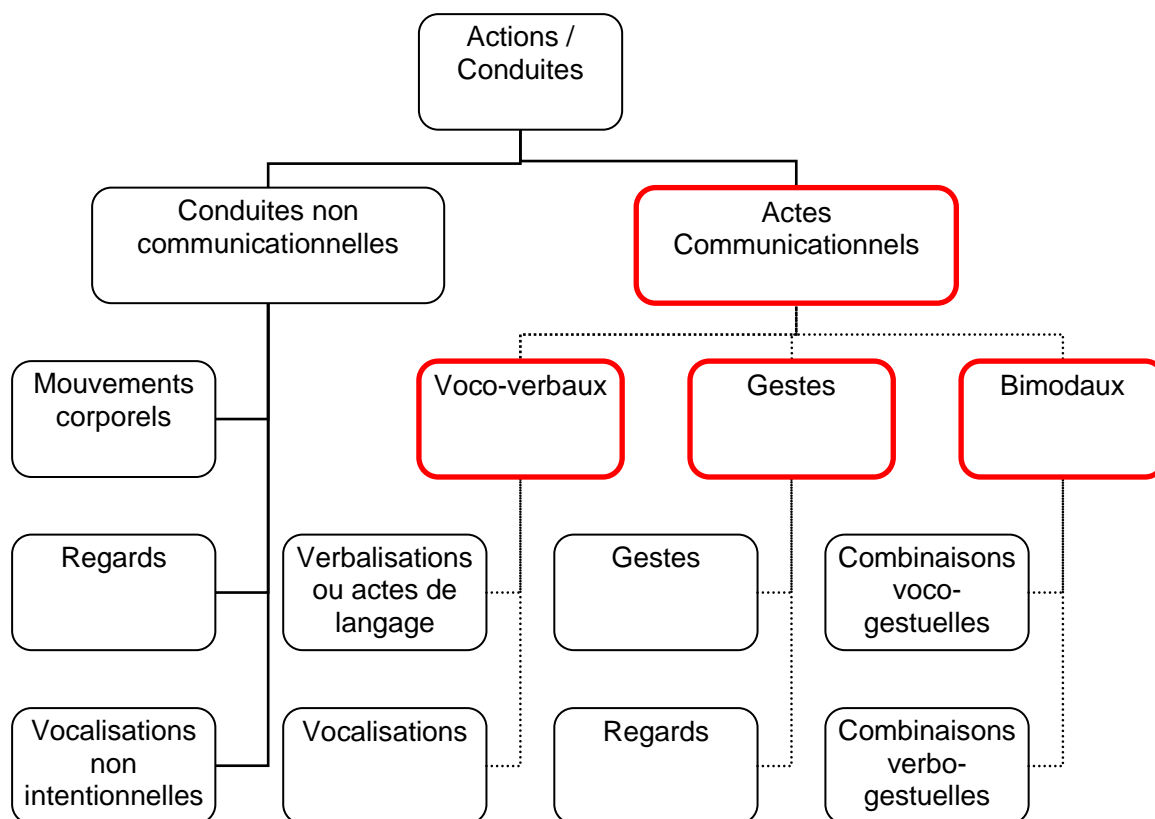 Actions /
Conduites
Conduites non
communicationnelles
Actes
Communicationnels
Mouvements
corporels
Voco-verbaux
Gestes
Bimodaux
Regards
Verbalisations
ou actes de
langage
Gestes
Combinaisons
voco-
gestuelles
Vocalisations
non
intentionnelles
Vocalisations
Regards
Combinaisons
verbo-
gestuelles